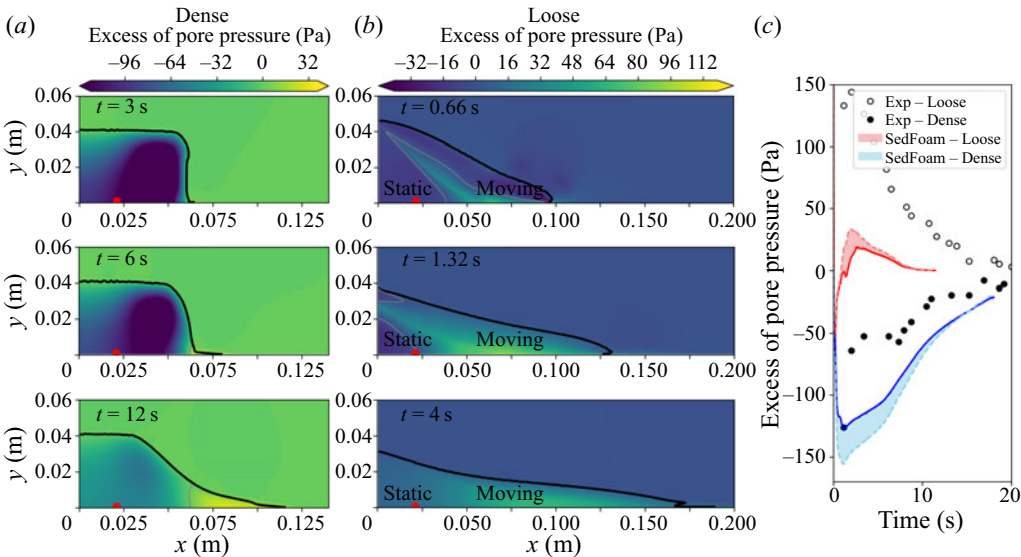 (a) Dense
Excess of pore pressure (Pa)
−96 −64 −32 0 32
0.06
0.04
0.02
y (m)
t = 3 s
0 0.025 0.075 0.125
0.06
0.04
0.02
y (m)
t = 6 s
0 0.025 0.075 0.125
0.06
0.04
0.02
y (m)
t = 12 s
0 0.025 0.075 0.125
x (m)
(b) Loose
Excess of pore pressure (Pa)
−32 −16 0 16 32 48 64 80 96 112
0.06
0.04
0.02
t = 0.66 s
Static Moving
0 0.050 0.100 0.150 0.200
0.06
0.04
0.02
t = 1.32 s
Static Moving
0 0.050 0.100 0.150 0.200
0.06
0.04
0.02
t = 4 s
Static Moving
0 0.050 0.100 0.150 0.200
x (m)
(c)
Excess of pore pressure (Pa)
150
100
50
0
−50
−100
−150
Exp – Loose
Exp – Dense
SedFoam – Loose
SedFoam – Dense
0 10 20
Time (s)